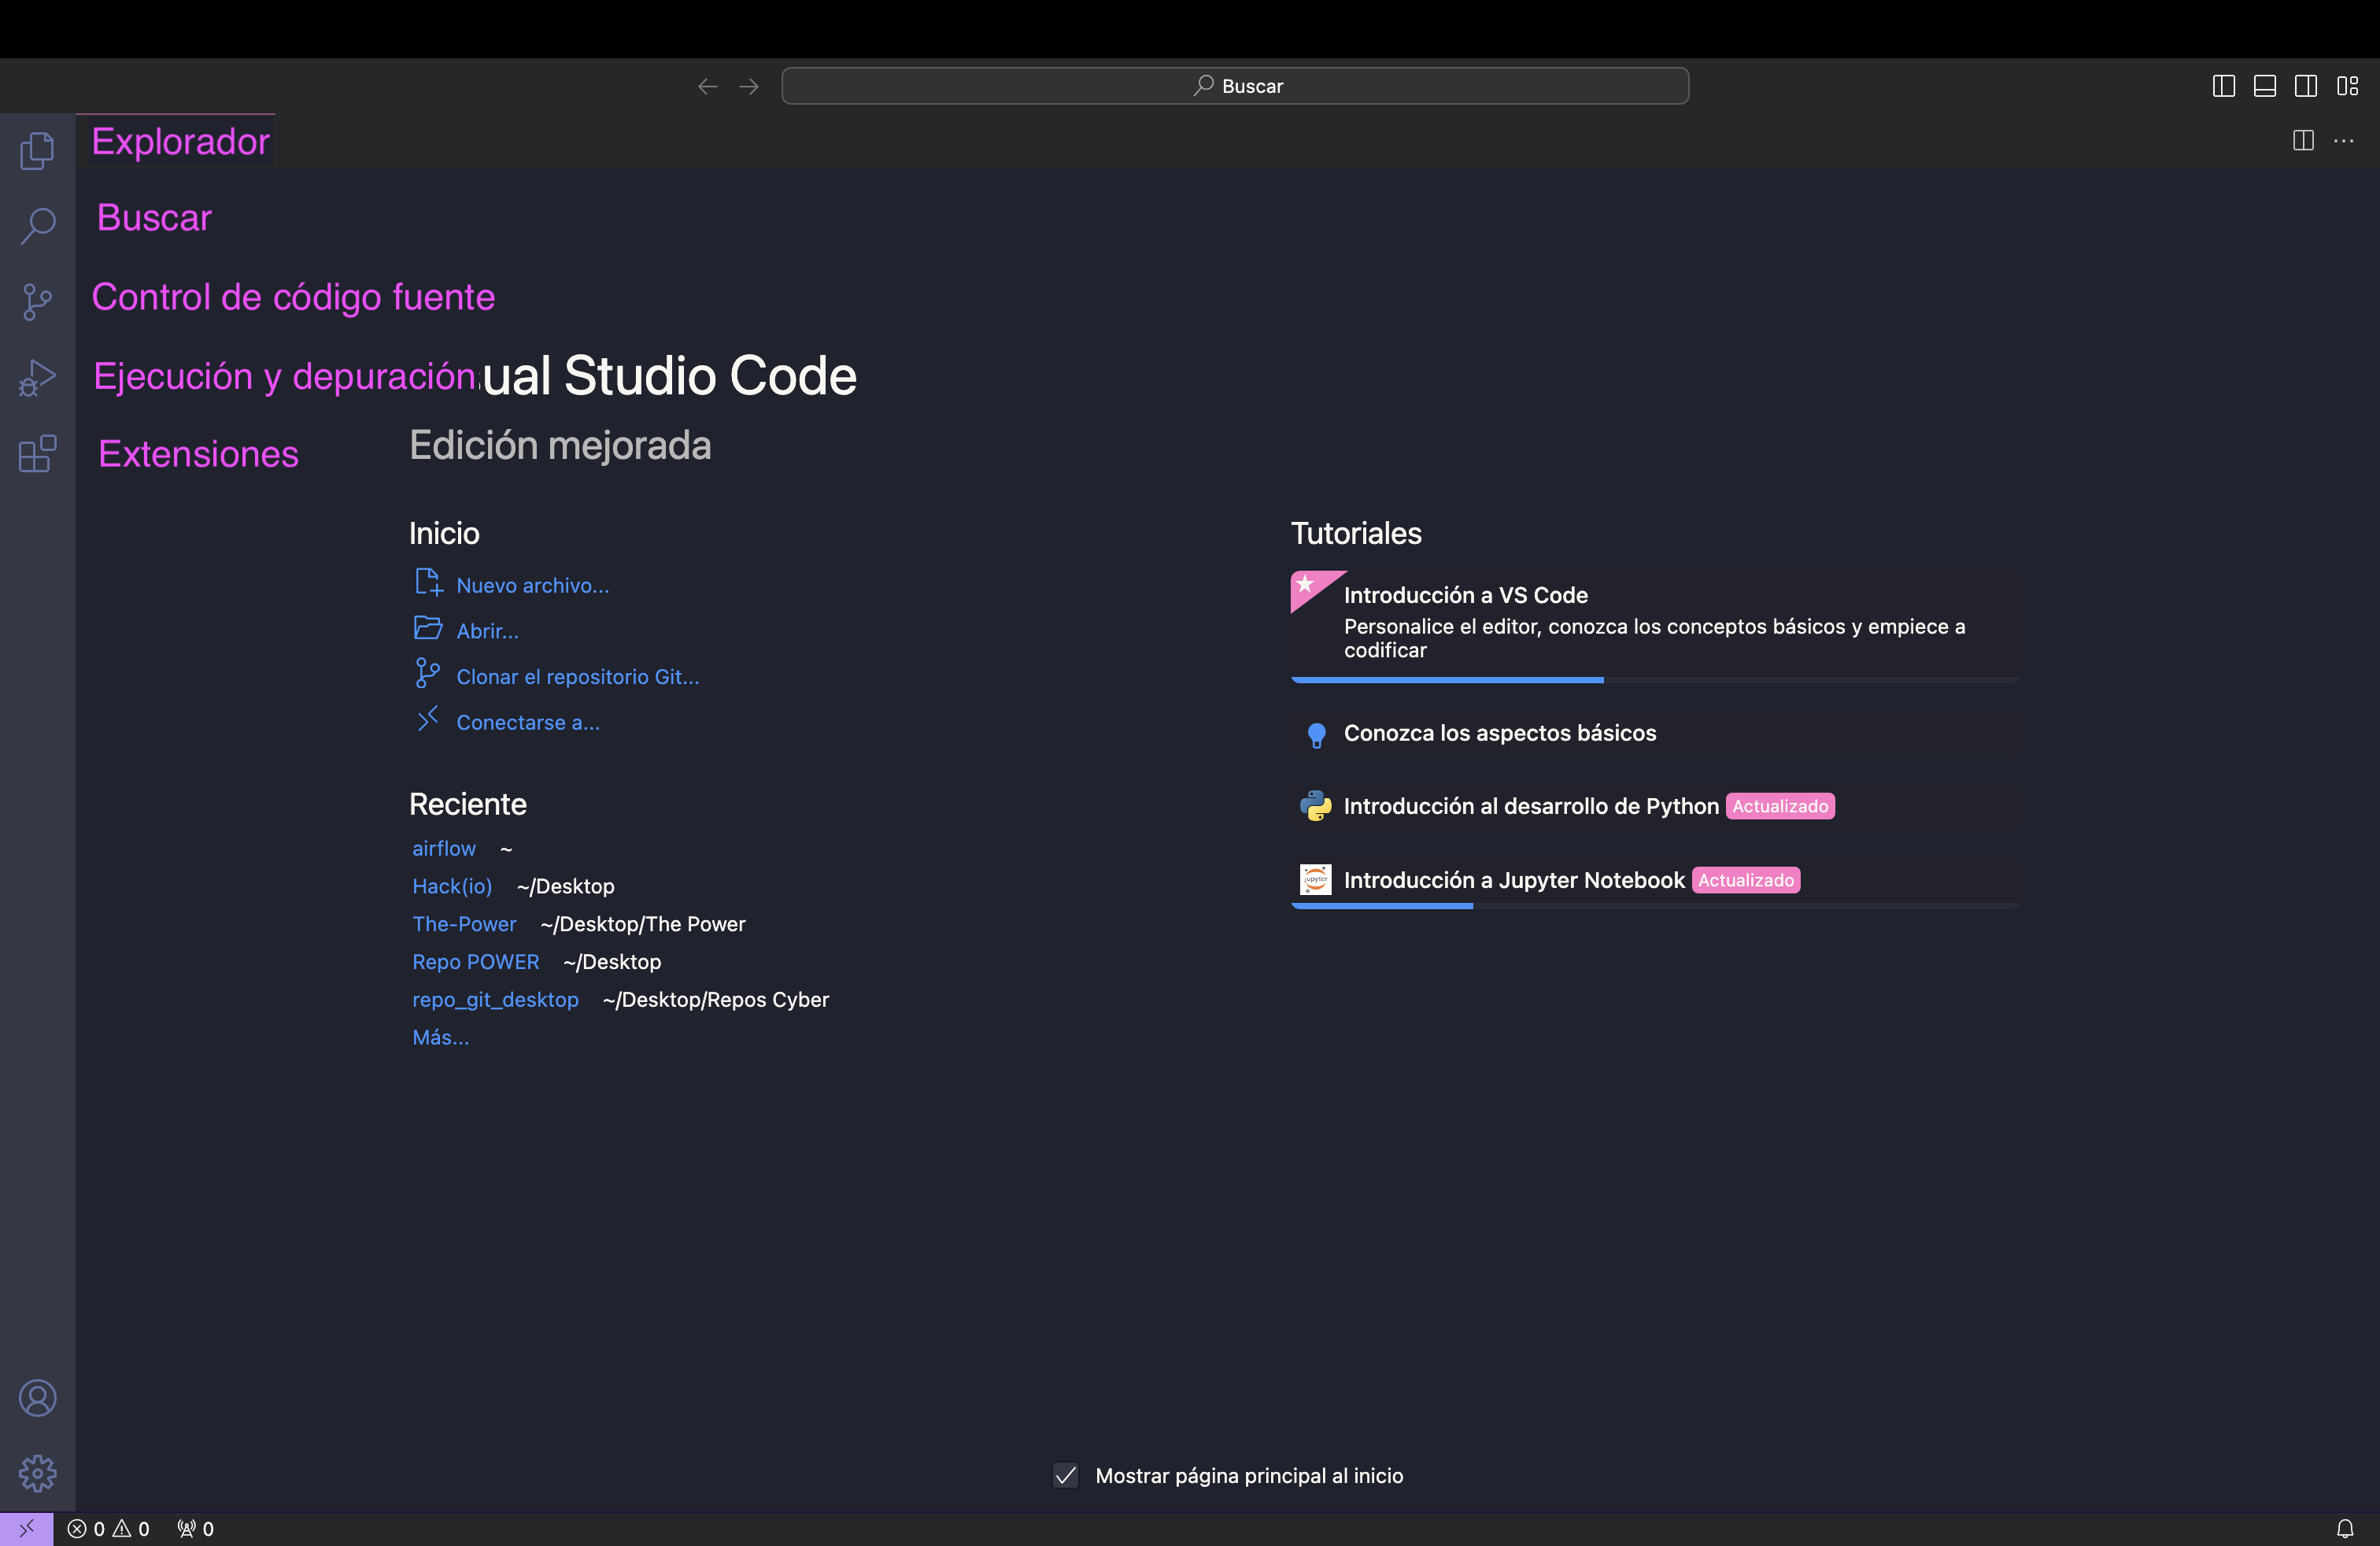 Buscar
Explorador
Buscar
Control de código fuente
Ejecución y depuración
ual Studio Code
Extensiones
Edición mejorada
Inicio
Nuevo archivo...
Abrir...
Clonar el repositorio Git...
Conectarse a...
Reciente
airflow ~
Hack(io) ~/Desktop
The-Power ~/Desktop/The Power
Repo POWER ~/Desktop
repo_git_desktop ~/Desktop/Repos Cyber
Más...
Tutoriales
Introducción a VS Code
Personalice el editor, conozca los conceptos básicos y empiece a
codificar
Conozca los aspectos básicos
Introducción al desarrollo de Python Actualizado
jupyter
Introducción a Jupyter Notebook Actualizado
Mostrar página principal al inicio
0 0 0